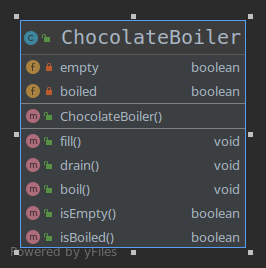 ChocolateBoiler
empty boolean
boiled boolean
ChocolateBoiler()
fill() void
drain() void
boil() void
isEmpty() boolean
isBoiled() boolean
Powered by yFiles